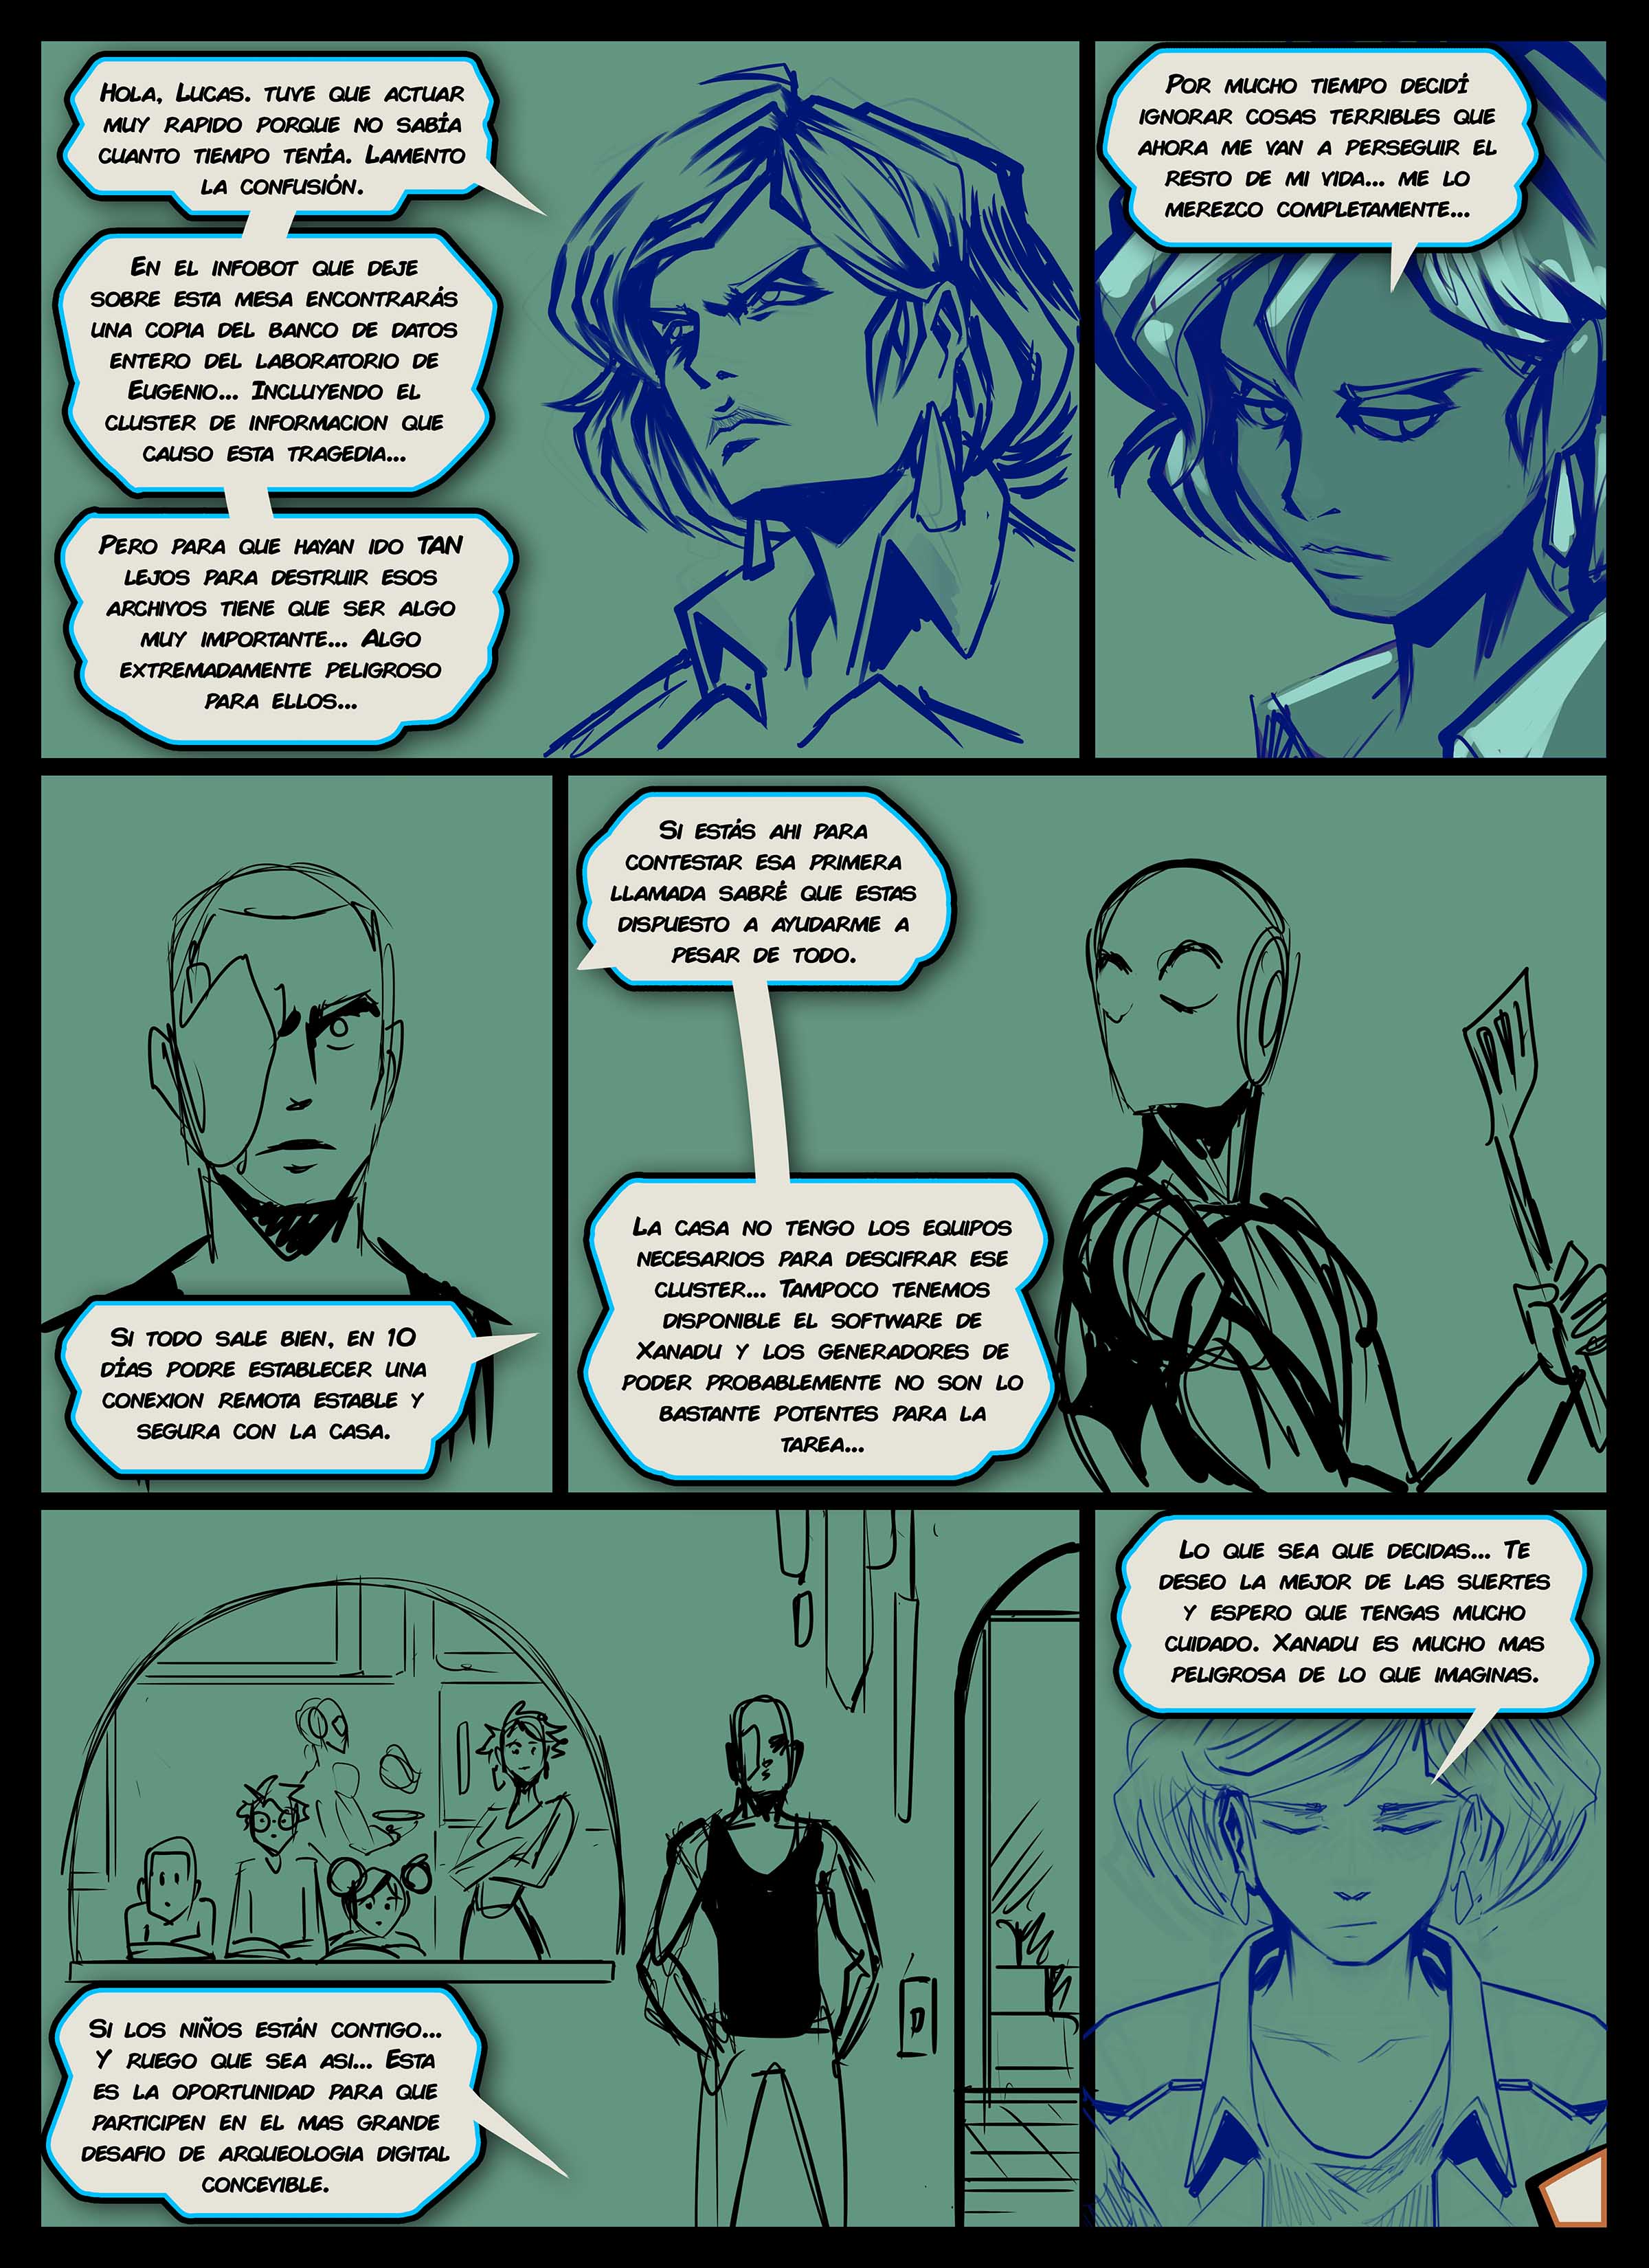 Hola, Lucas. tuve que actuar
muy rapido porque no sabía
cuanto tiempo tenía. Lamento
la confusión.
En el infobot que deje
sobre esta mesa encontrarás
una copia del banco de datos
entero del laboratorio de
Eugenio... Incluyendo el
cluster de informacion que
causo esta tragedia...
Pero para que hayan ido TAN
lejos para destruir esos
archivos tiene que ser algo
muy importante... Algo
extremadamente peligroso
para ellos...
Por mucho tiempo decidí
ignorar cosas terribles que
ahora me van a perseguir el
resto de mi vida... me lo
merezco completamente...
Si todo sale bien, en 10
días podre establecer una
conexion remota estable y
segura con la casa.
Si estás ahi para
contestar esa primera
llamada sabré que estas
dispuesto a ayudarme a
pesar de todo.
La casa no tengo los equipos
necesarios para descifrar ese
cluster... Tampoco tenemos
disponible el software de
Xanadu y los generadores de
poder probablemente no son lo
bastante potentes para la
tarea...
Si los niños están contigo...
Y ruego que sea asi... Esta
es la oportunidad para que
participen en el mas grande
desafio de arqueologia digital
concevible.
Lo que sea que decidas... Te
deseo la mejor de las suertes
y espero que tengas mucho
cuidado. Xanadu es mucho mas
peligrosa de lo que imaginas.